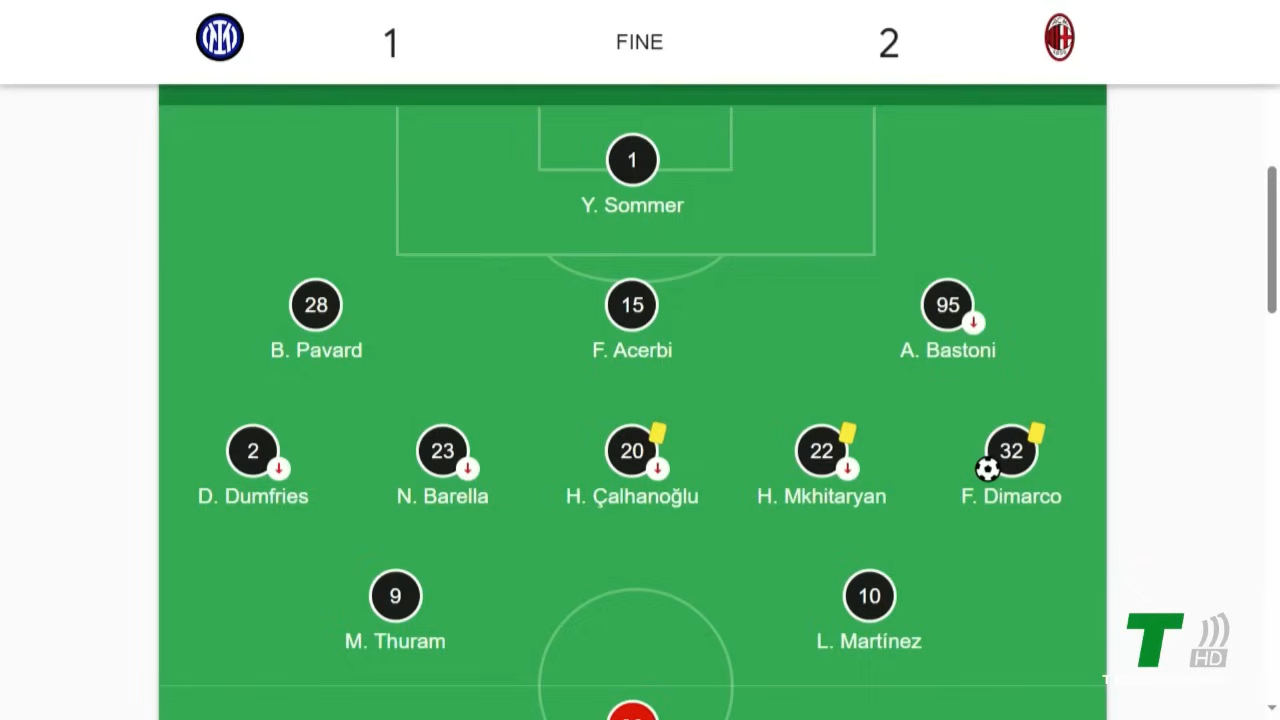 1 FINE 2
1
Y. Sommer
28 15 95
B. Pavard F. Acerbi A. Bastoni
2 23 20 22 32
D. Dumfries N. Barella H. Çalhanoğlu H. Mkhitaryan F. Dimarco
9 10
M. Thuram L. Martínez
T HD